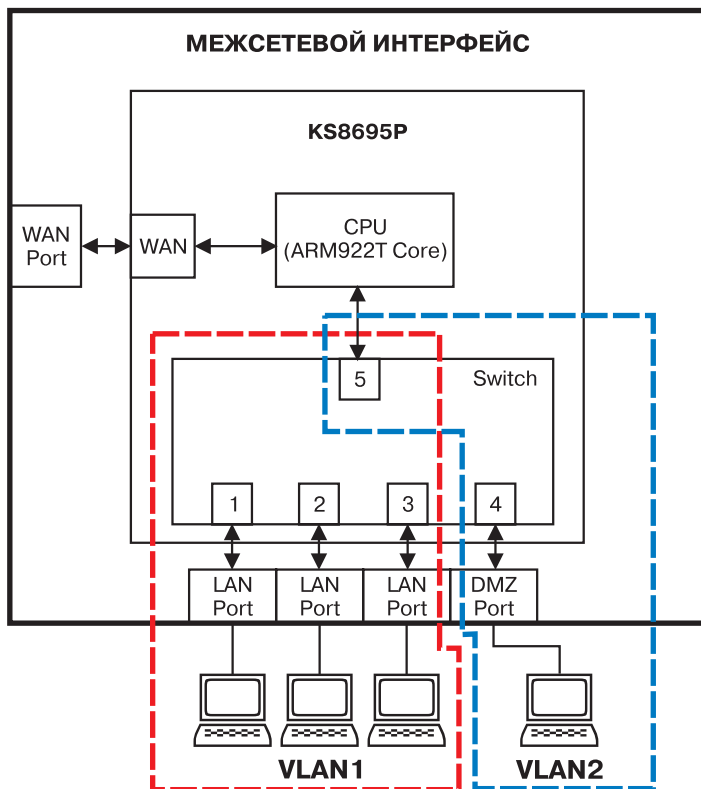 МЕЖСЕТЕВОЙ ИНТЕРФЕЙС
KS8695P
WAN
Port
WAN
CPU
(ARM922T Core)
5
Switch
1
2
3
4
LAN
Port
LAN
Port
LAN
Port
DMZ
Port
VLAN1
VLAN2